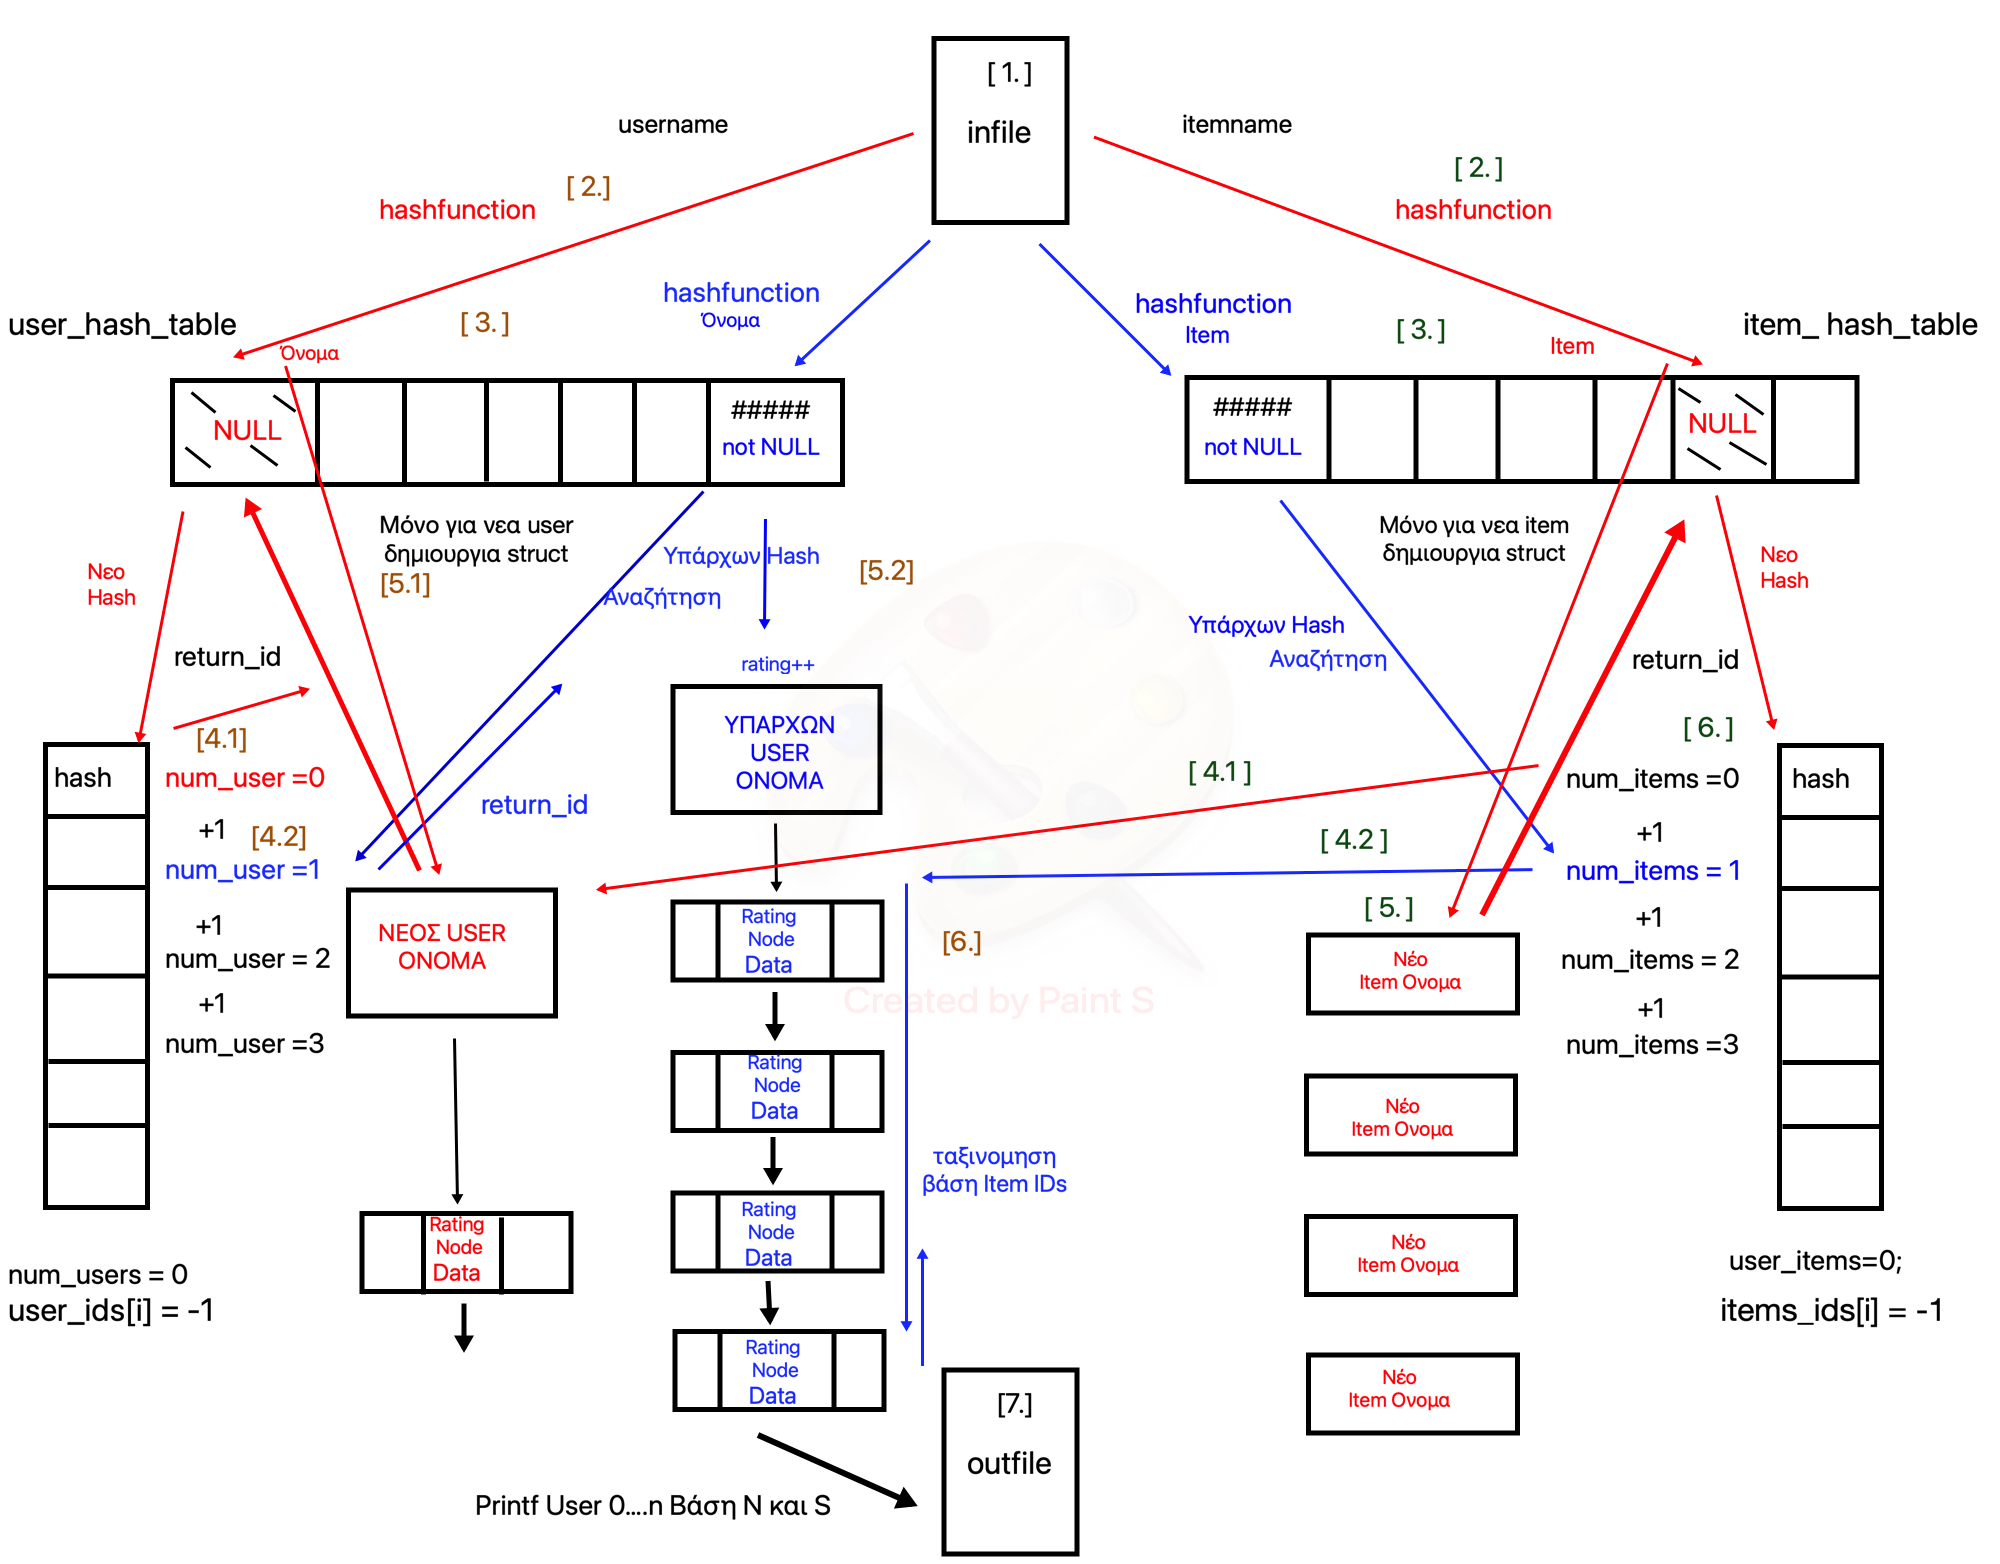 [ 1. ]
infile
username
itemname
[ 2.]
hashfunction
[ 2. ]
hashfunction
hashfunction
Όνομα
hashfunction
Item
user_hash_table
[ 3. ]
[ 3. ]
item_ hash_table
Όνομα
Item
NULL
#####
not NULL
#####
not NULL
NULL
Μόνο για νεα user
δημιουργια struct
[5.1]
Υπάρχων Hash
Αναζήτηση
[5.2]
Μόνο για νεα item
δημιουργια struct
Νεο
Hash
Νεο
Hash
Υπάρχων Hash
Αναζήτηση
return_id
rating++
return_id
[4.1]
ΥΠΑΡΧΩΝ
USER
ΟΝΟΜΑ
[ 6. ]
hash
num_user =0
[ 4.1 ]
num_items =0
hash
return_id
+1
[4.2]
num_user =1
[ 4.2 ]
+1
num_items = 1
+1
num_user = 2
+1
num_user =3
ΝΕΟΣ USER
ΟΝΟΜΑ
Rating
Node
Data
[6.]
[ 5. ]
Νέο
Item Ονομα
+1
num_items = 2
+1
num_items =3
Created by Paint S
Rating
Node
Data
Νέο
Item Ονομα
ταξινομηση
βάση Item IDs
Rating
Node
Data
Rating
Node
Data
Νέο
Item Ονομα
num_users = 0
user_ids[i] = -1
user_items=0;
items_ids[i] = -1
Rating
Node
Data
Νέο
Item Ονομα
[7.]
outfile
Printf User 0....n Βάση N και S